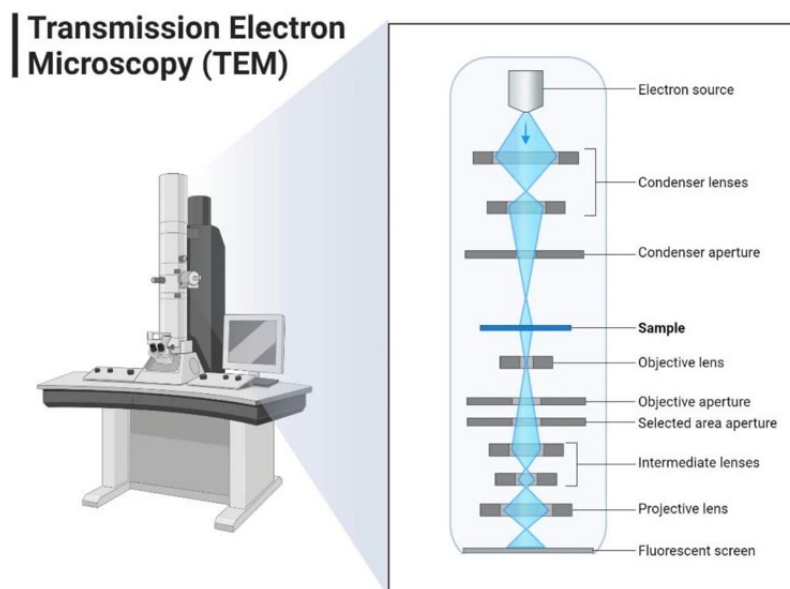 Transmission Electron
Microscopy (TEM)
Electron source
Condenser lenses
Condenser aperture
Sample
Objective lens
Objective aperture
Selected area aperture
Intermediate lenses
Projective lens
Fluorescent screen